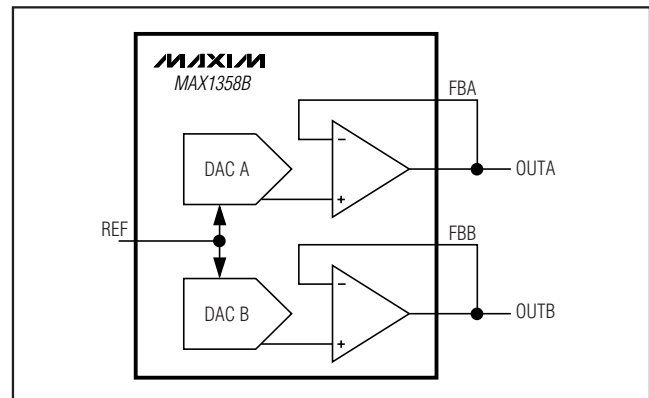 MAXIM
MAX1358B
FBA
DAC A
-
+
OUTA
REF
FBB
DAC B
-
+
OUTB